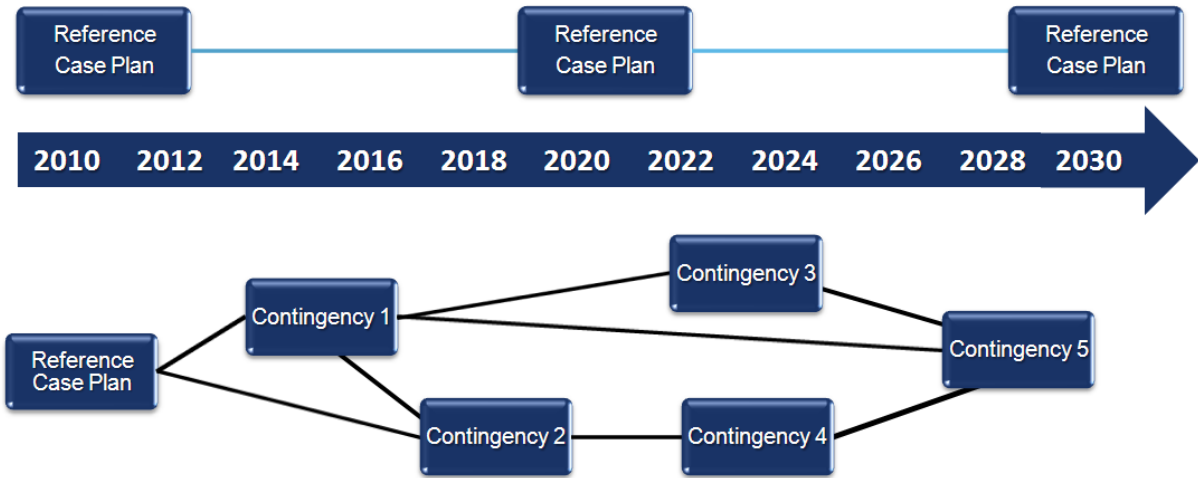 Reference
Case Plan
Reference
Case Plan
Reference
Case Plan
2010 2012 2014 2016 2018 2020 2022 2024 2026 2028 2030
Contingency 3
Contingency 1
Contingency 5
Reference
Case Plan
Contingency 2
Contingency 4